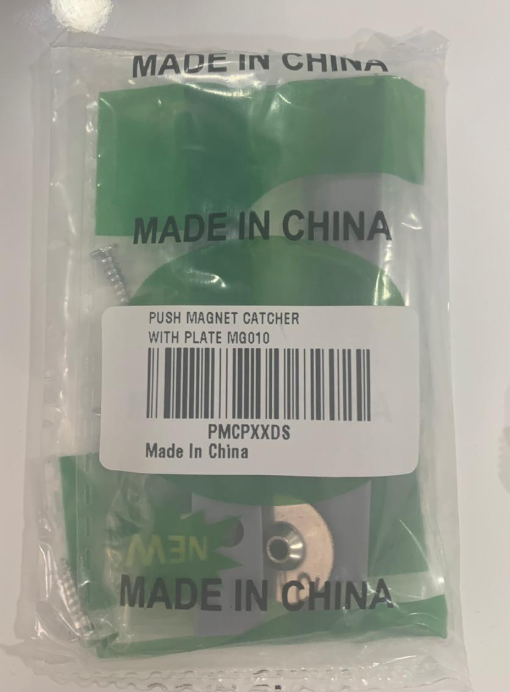 MADE IN CHINA
MADE IN CHINA
PUSH MAGNET CATCHER
WITH PLATE MG010
PMCPXXDS
Made In China
NEW
MADE IN CHINA